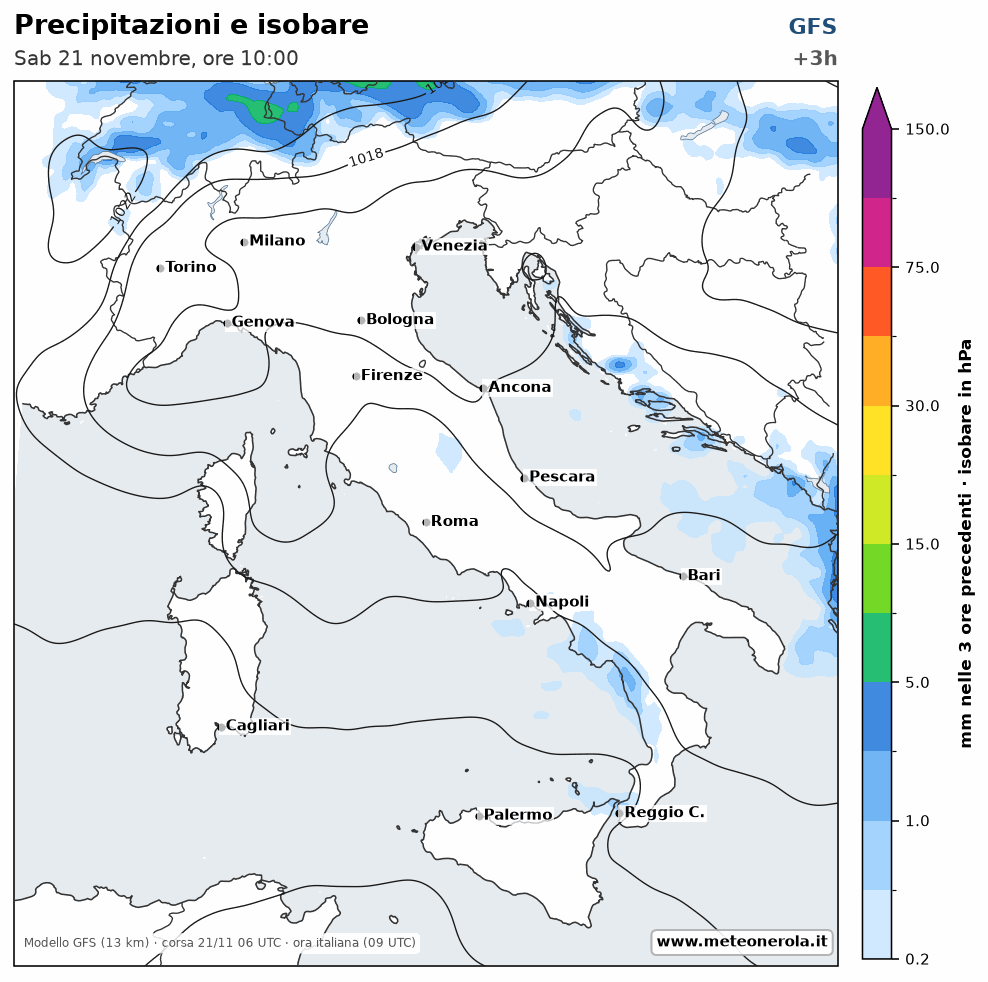 Precipitazioni e isobare
GFS
Sab 21 novembre, ore 10:00
+3h
1018
Milano
Venezia
Torino
Genova
Bologna
Firenze
Ancona
Pescara
Roma
Bari
Napoli
Cagliari
Palermo
Reggio C.
Modello GFS (13 km) · corsa 21/11 06 UTC · ora italiana (09 UTC)
www.meteonerola.it
150.0
75.0
30.0
15.0
5.0
1.0
0.2
mm nelle 3 ore precedenti · isobare in hPa